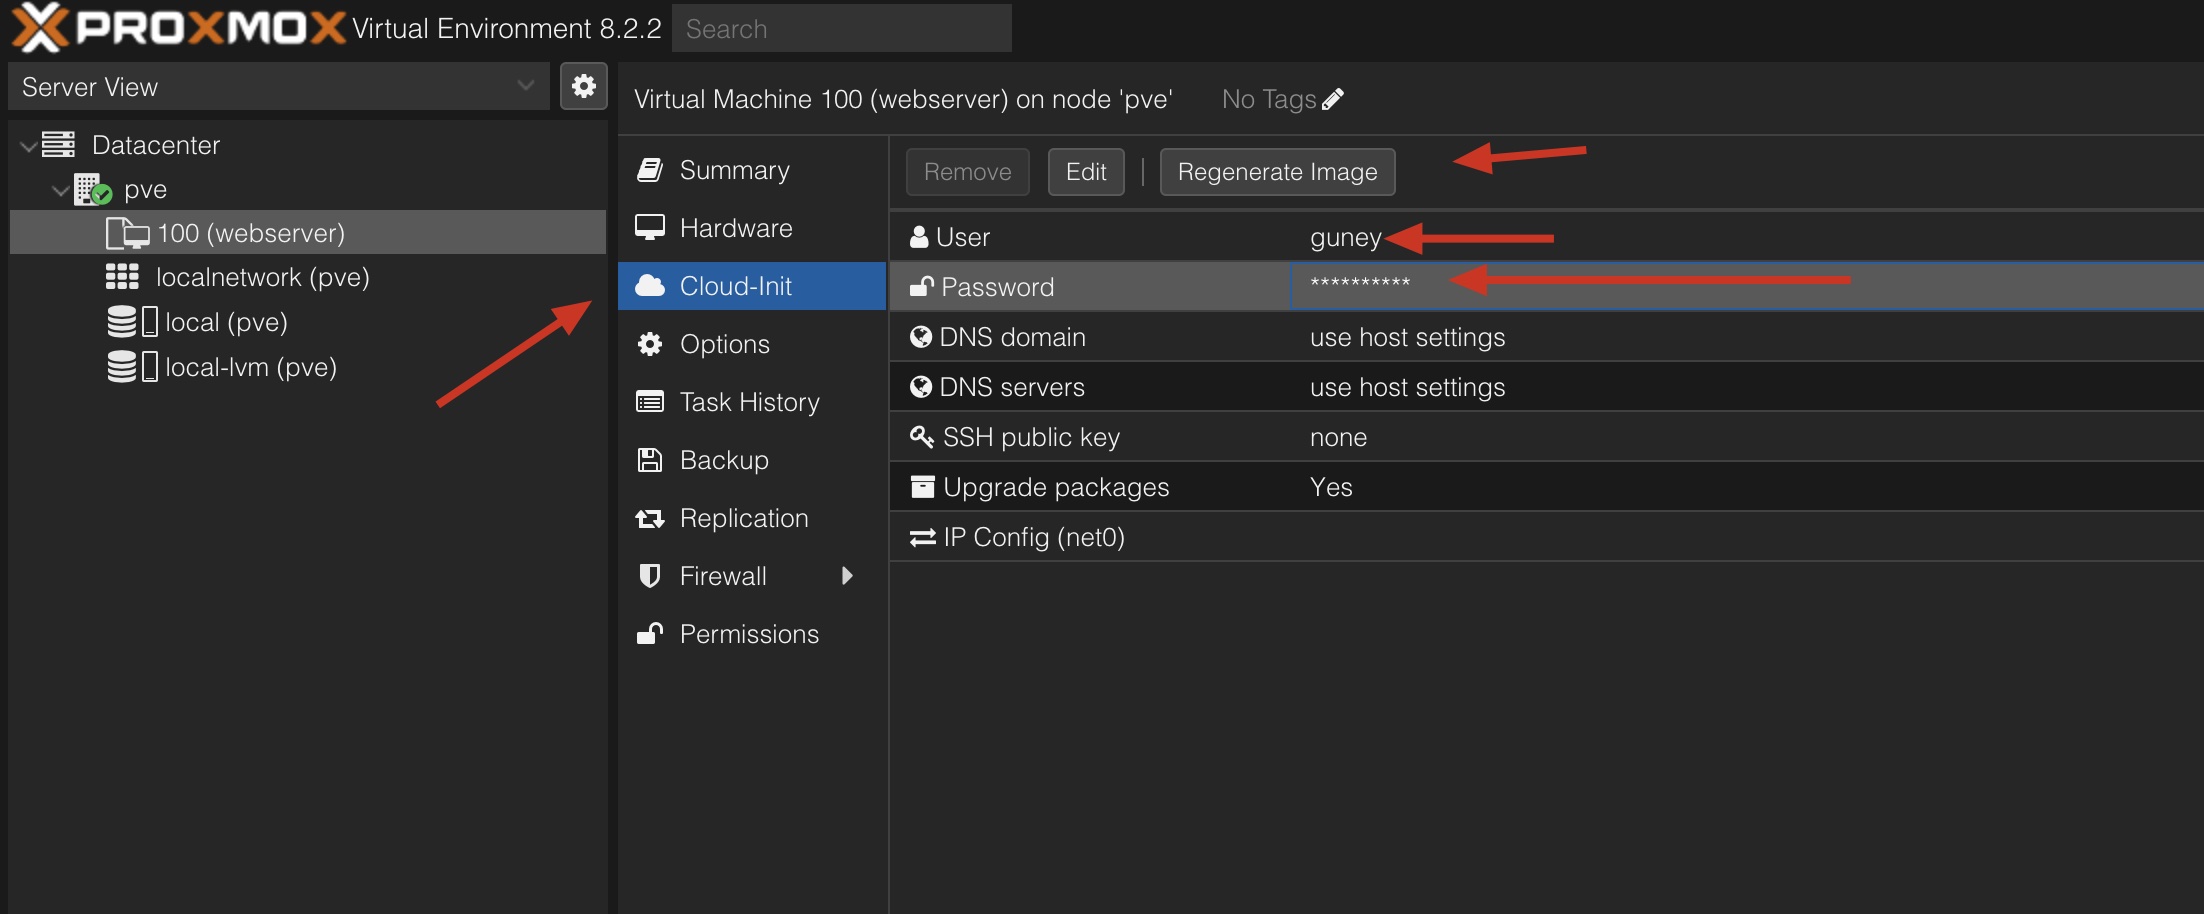 PROXMOX Virtual Environment 8.2.2 Search
Server View
Datacenter
pve
100 (webserver)
localnetwork (pve)
local (pve)
local-lvm (pve)
Virtual Machine 100 (webserver) on node 'pve' No Tags
Summary
Hardware
Cloud-Init
Options
Task History
Backup
Replication
Firewall
Permissions
Remove Edit Regenerate Image
User guney
Password **********
DNS domain use host settings
DNS servers use host settings
SSH public key none
Upgrade packages Yes
IP Config (net0)